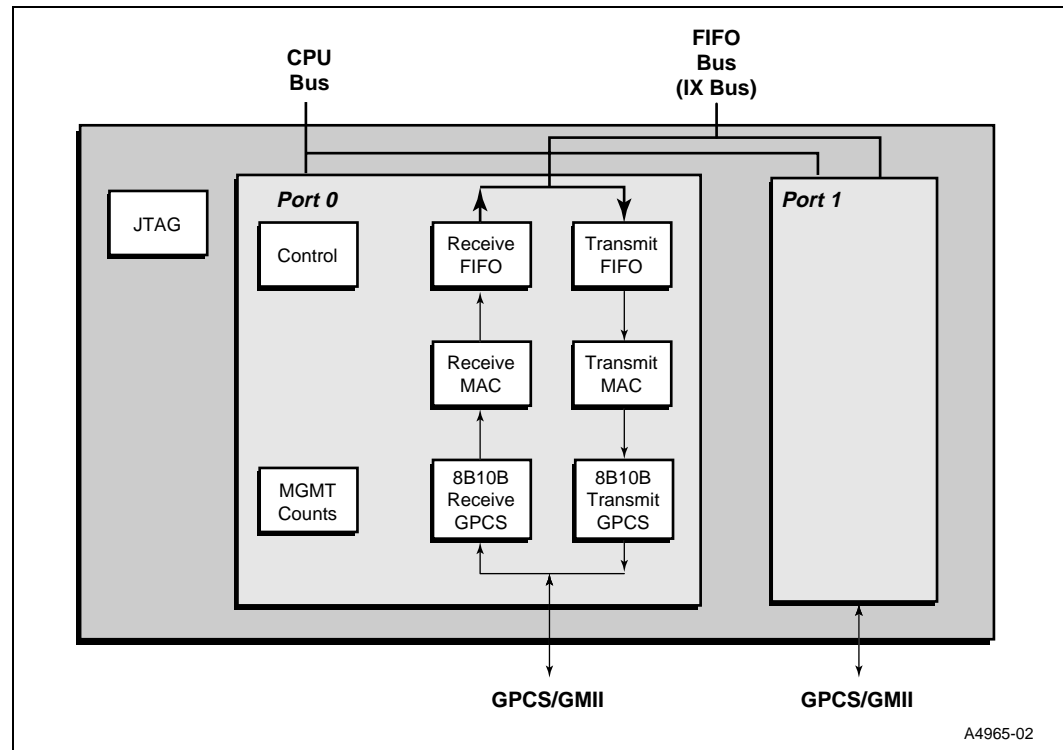 CPU
Bus
FIFO
Bus
(IX Bus)
JTAG
Port 0
Control
Receive
FIFO
Transmit
FIFO
Receive
MAC
Transmit
MAC
MGMT
Counts
8B10B
Receive
GPCS
8B10B
Transmit
GPCS
Port 1
GPCS/GMII
GPCS/GMII
A4965-02